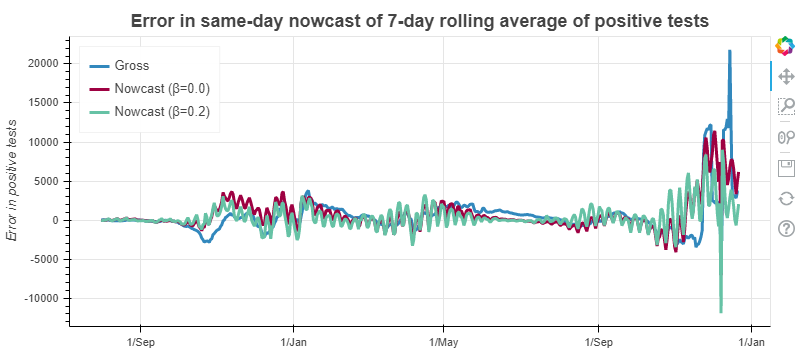 Error in same-day nowcast of 7-day rolling average of positive tests
Error in positive tests
20000
15000
10000
5000
0
-5000
-10000
Gross
Nowcast (β=0.0)
Nowcast (β=0.2)
1/Sep
1/Jan
1/May
1/Sep
1/Jan